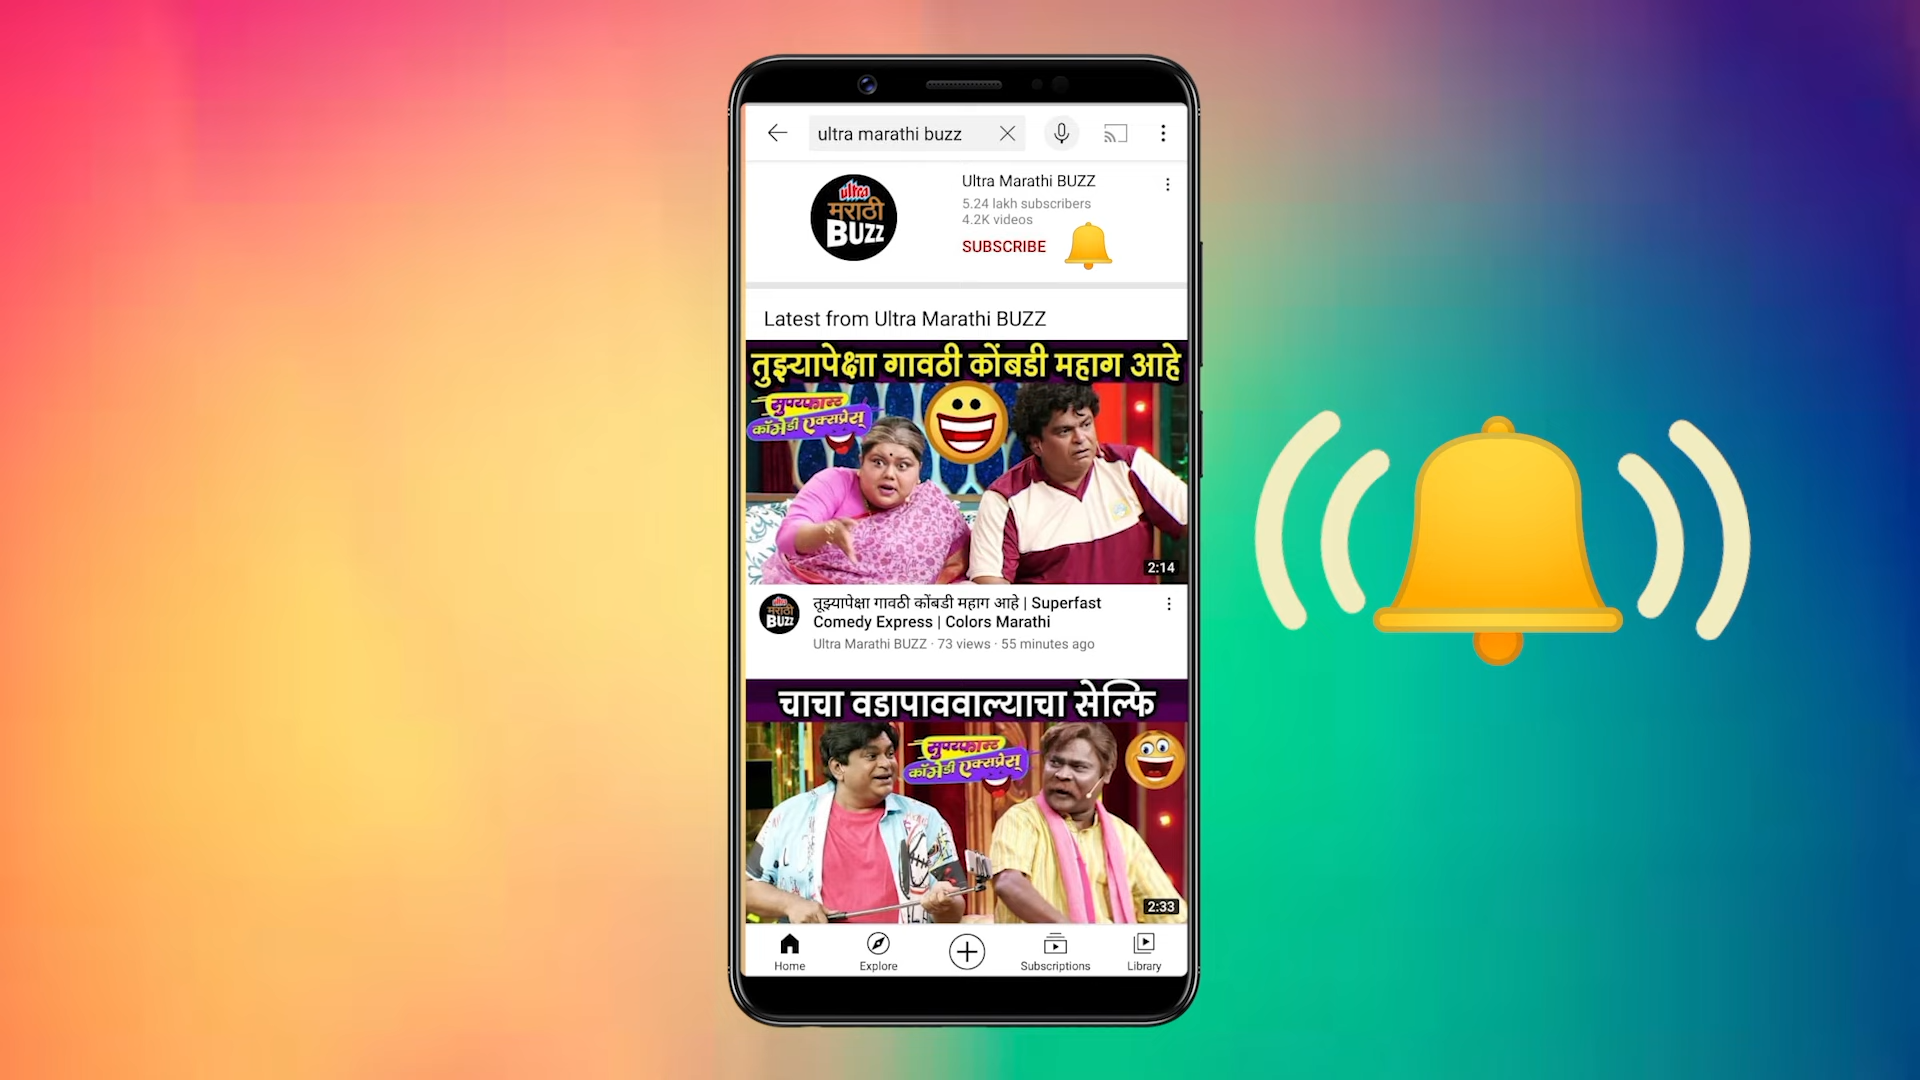 ultra marathi buzz
ultra
मराठी
BUZZ
Ultra Marathi BUZZ
5.24 lakh subscribers
4.2K videos
SUBSCRIBE
Latest from Ultra Marathi BUZZ
तुझ्यापेक्षा गावठी कोंबडी महाग आहे
सुपरफास्ट
कॉमेडी एक्सप्रेस्
2:14
ultra
मराठी
BUZZ
तूझ्यापेक्षा गावठी कोंबडी महाग आहे | Superfast
Comedy Express | Colors Marathi
Ultra Marathi BUZZ · 73 views · 55 minutes ago
चाचा वडापाववाल्याचा सेल्फि
सुपरफास्ट
कॉमेडी एक्सप्रेस्
2:33
Home
Explore
Subscriptions
Library